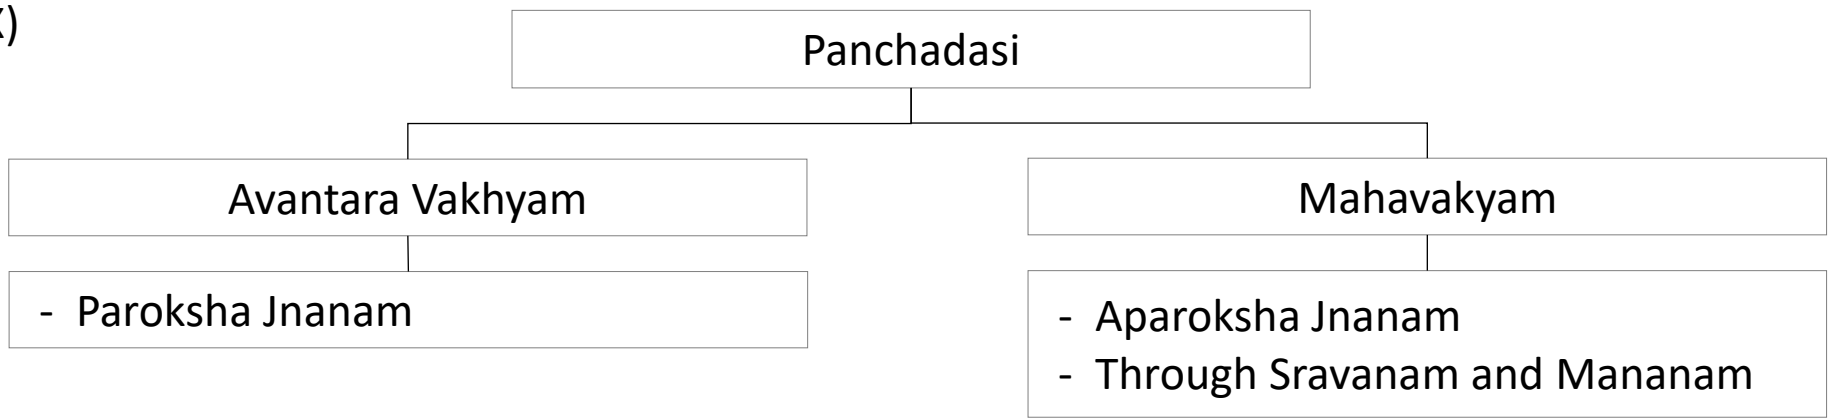 X)
Panchadasi
Avantara Vakhyam
Mahavakyam
- Paroksha Jnanam
- Aparoksha Jnanam
- Through Sravanam and Mananam